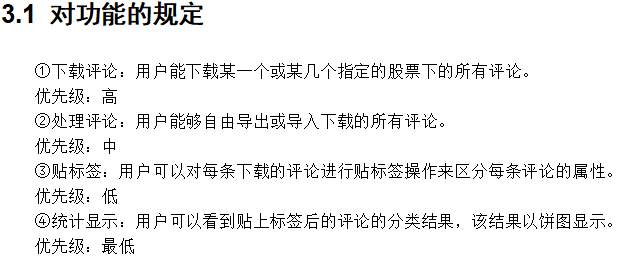 3.1 对功能的规定
①下载评论：用户能下载某一个或某几个指定的股票下的所有评论。
优先级：高
②处理评论：用户能够自由导出或导入下载的所有评论。
优先级：中
③贴标签：用户可以对每条下载的评论进行贴标签操作来区分每条评论的属性。
优先级：低
④统计显示：用户可以看到贴上标签后的评论的分类结果，该结果以饼图显示。
优先级：最低